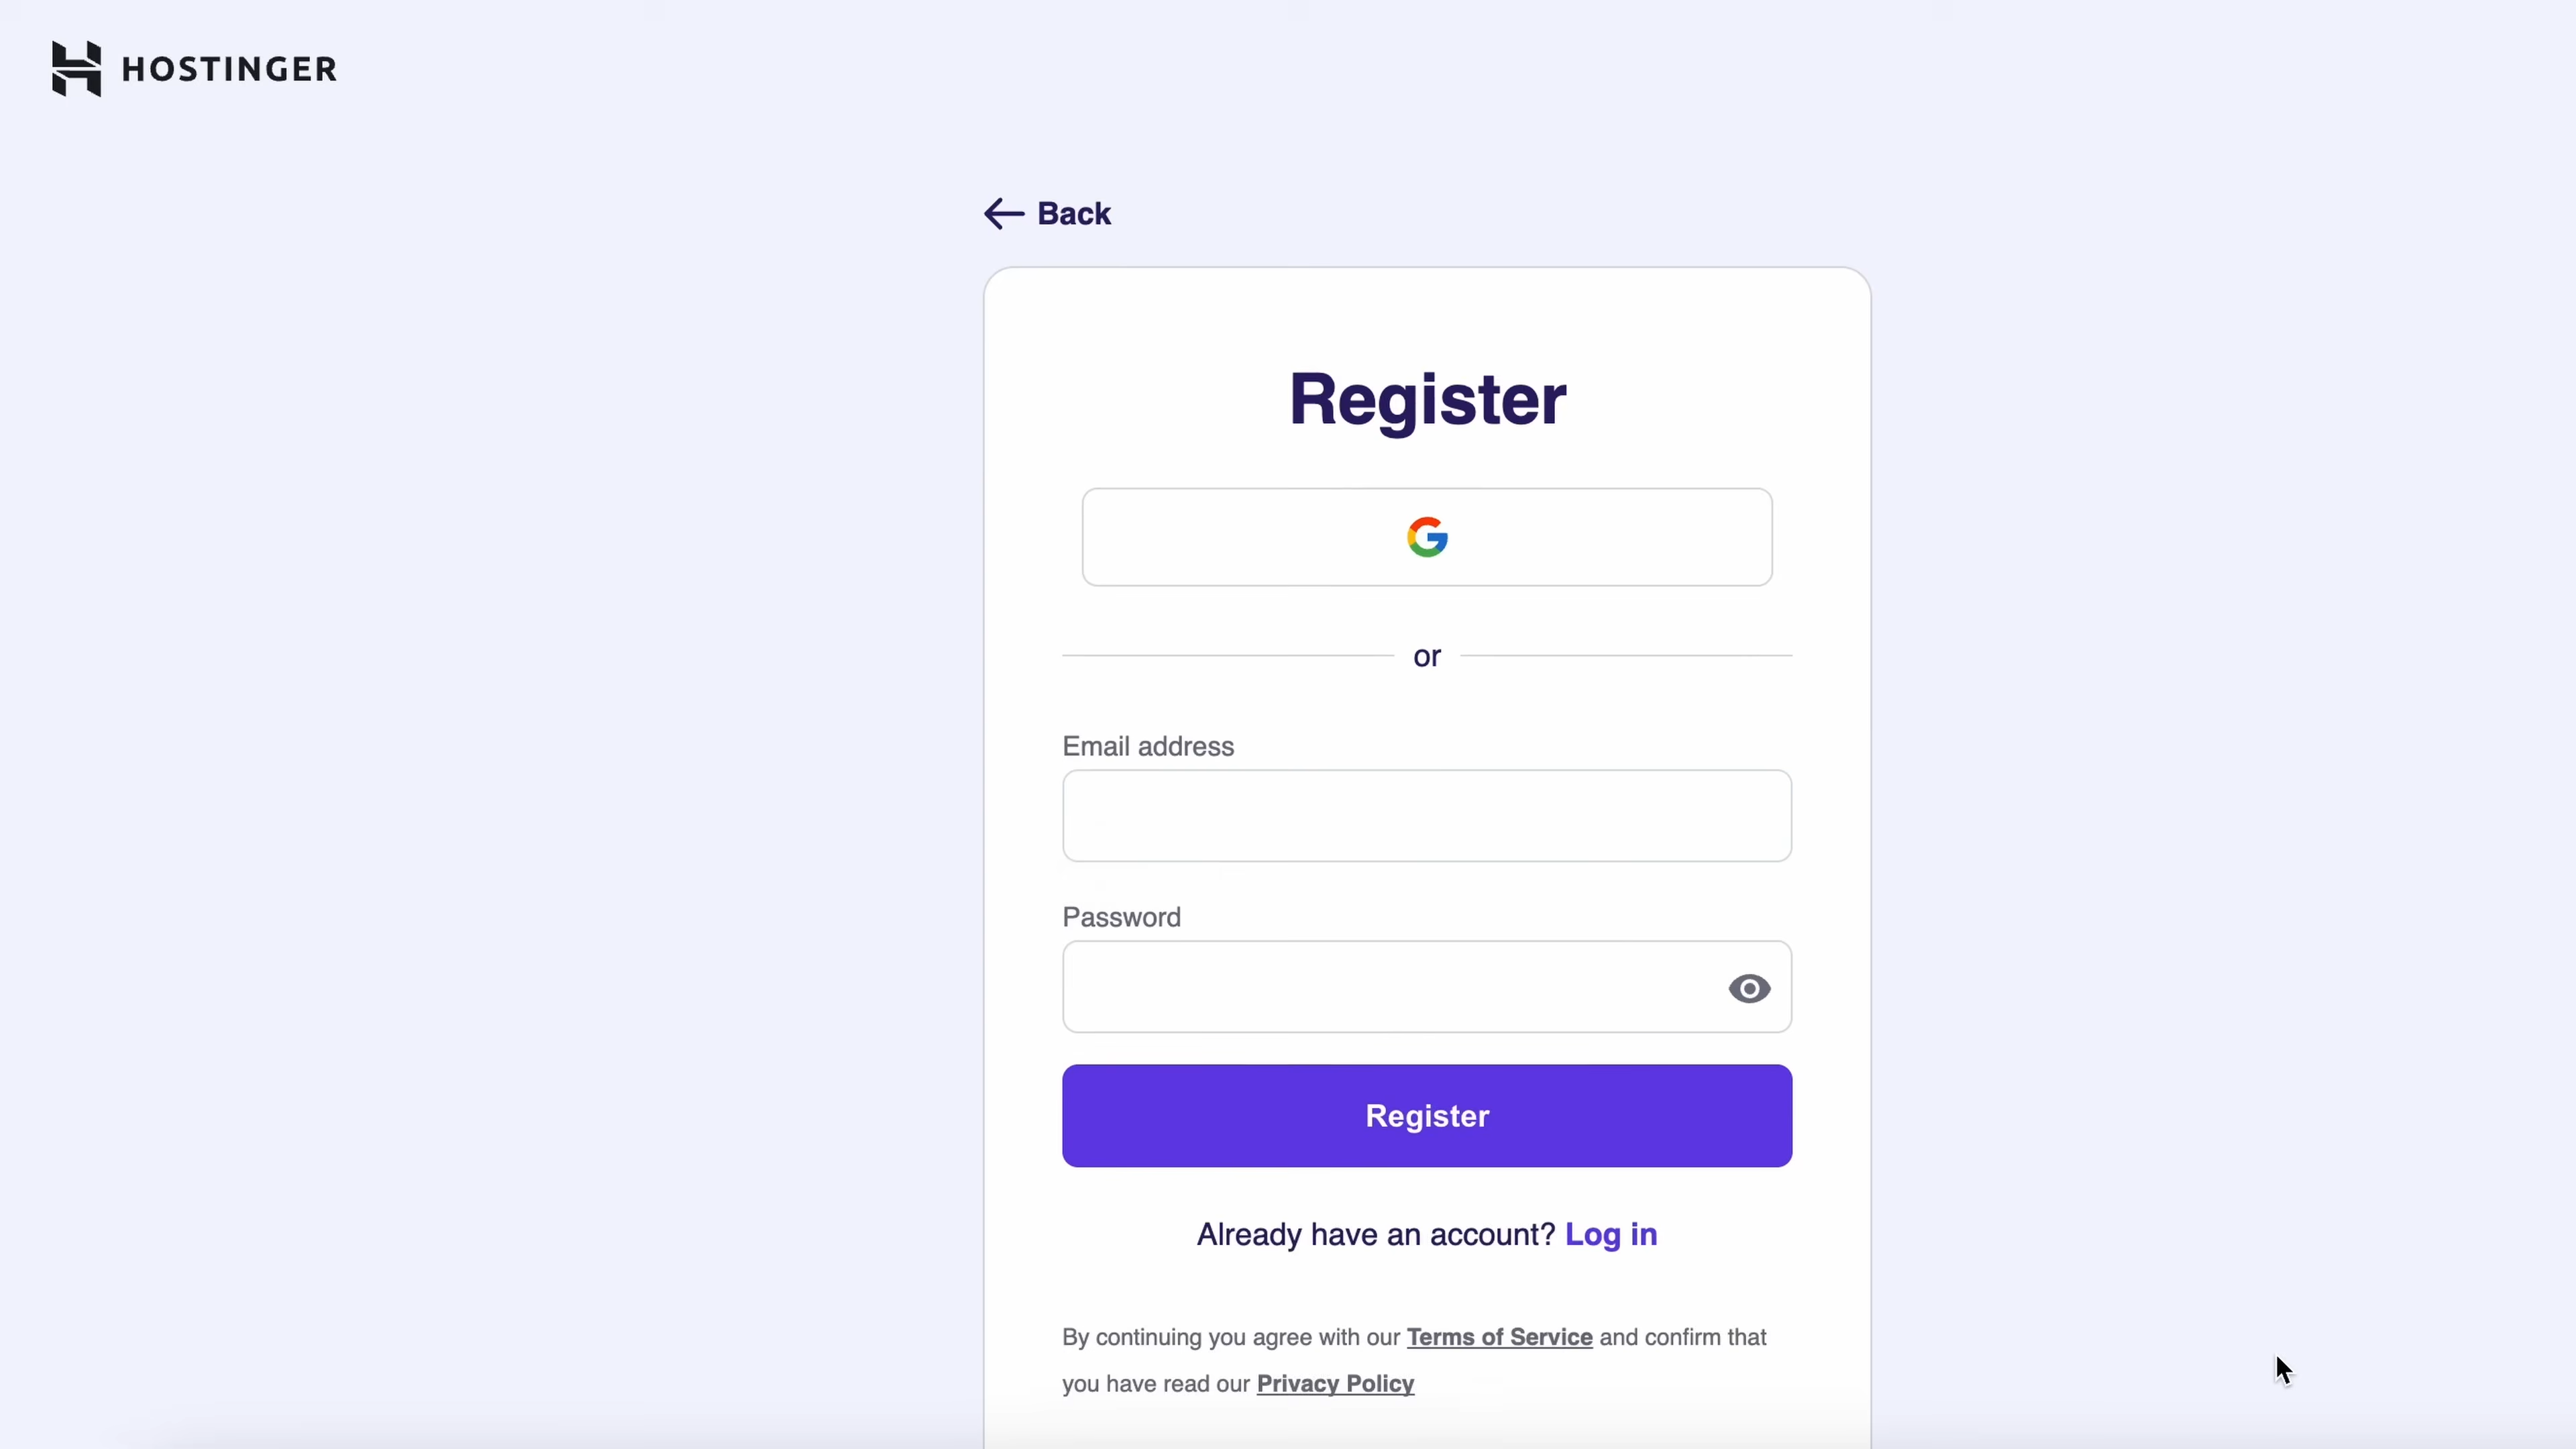 HOSTINGER
Back
Register
or
Email address
Password
Register
Already have an account? Log in
By continuing you agree with our Terms of Service and confirm that
you have read our Privacy Policy